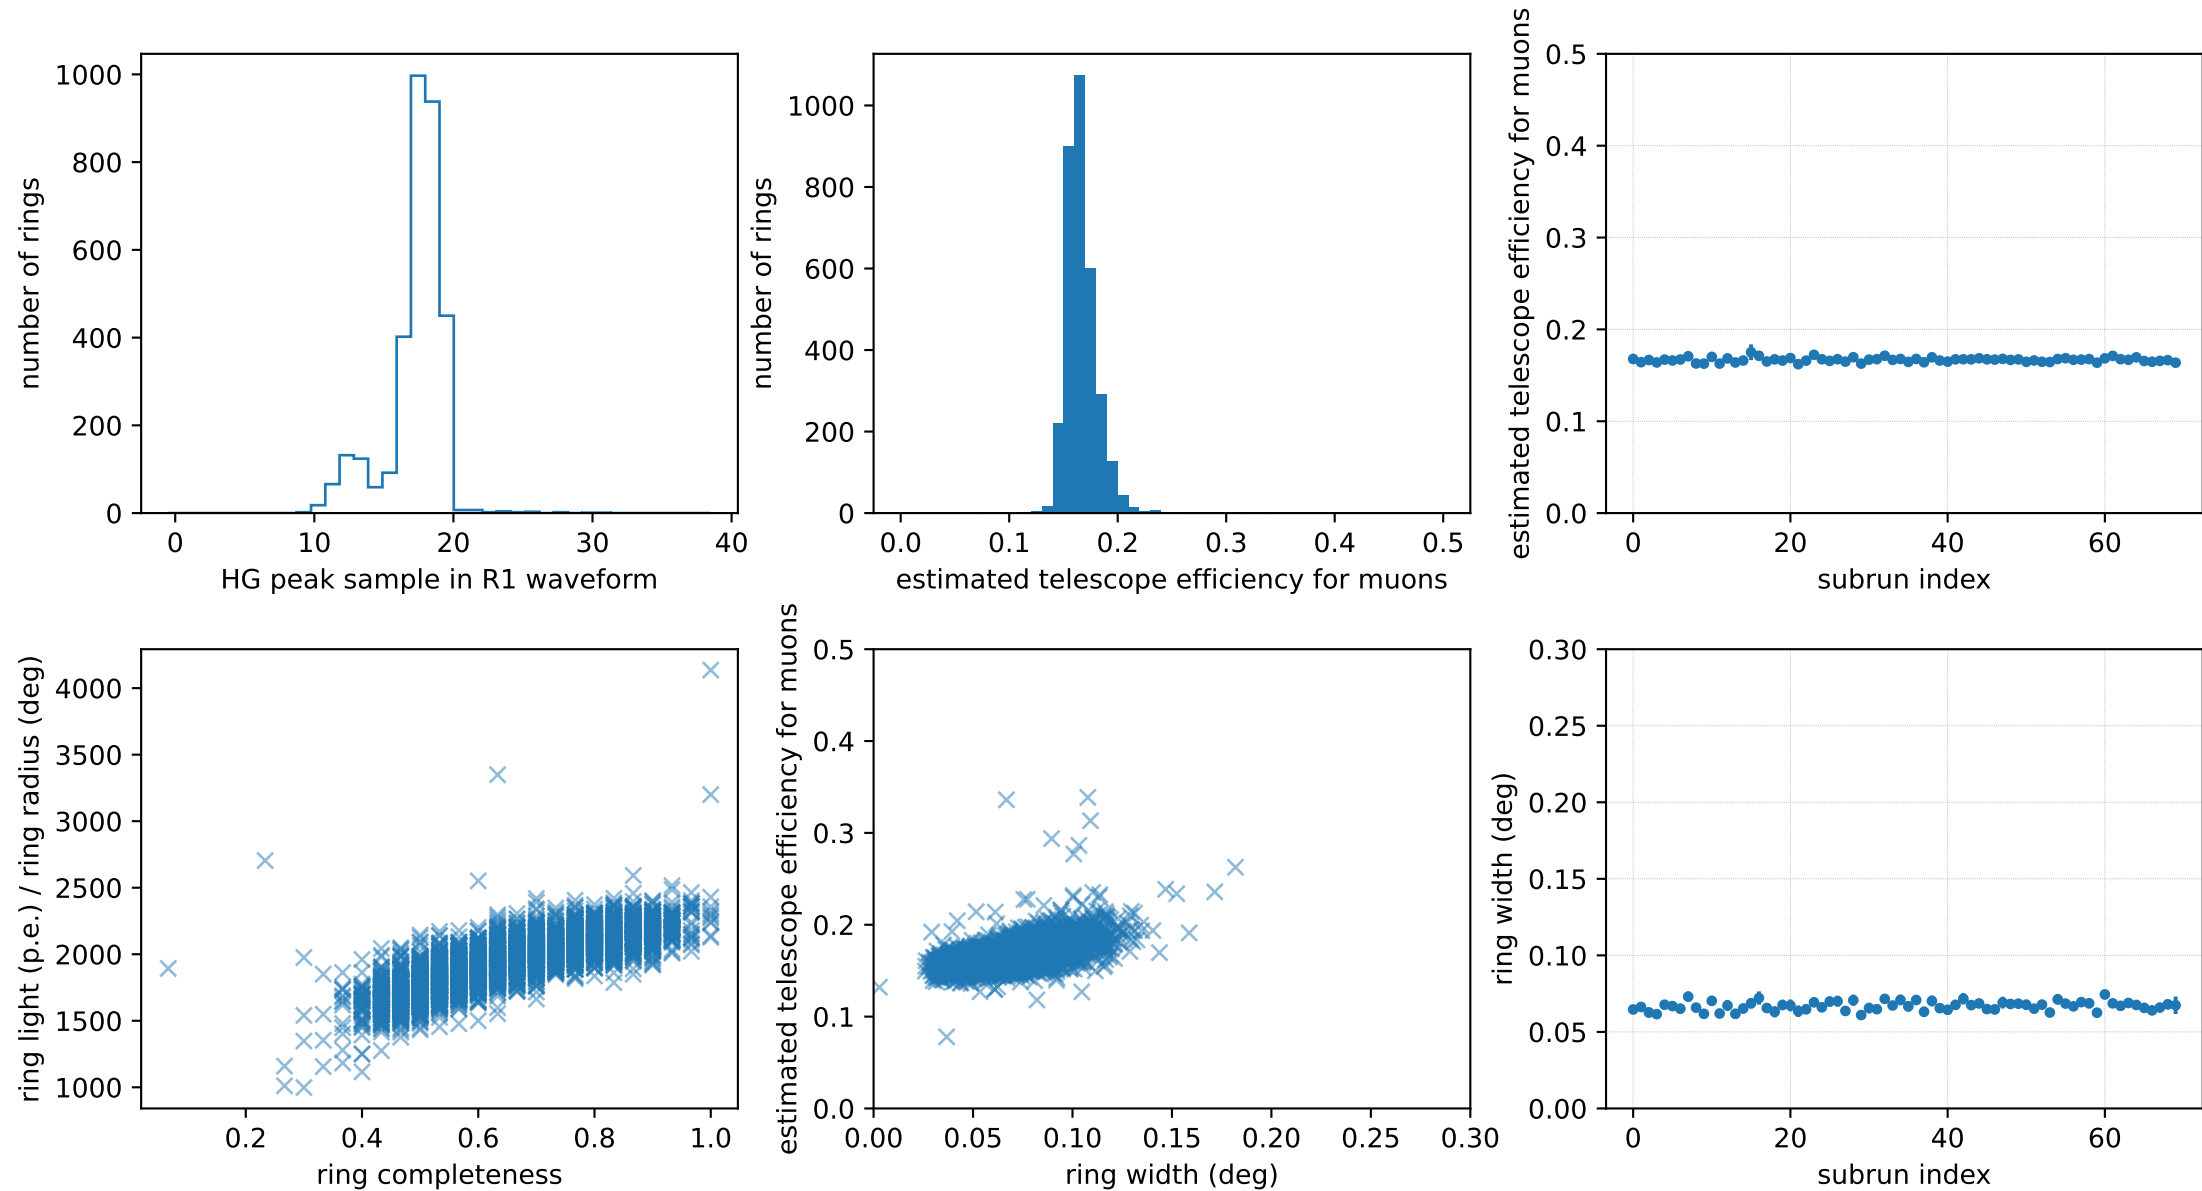 number of rings
1000
800
600
400
200
0
0 10 20 30 40
HG peak sample in R1 waveform
number of rings
1000
800
600
400
200
0
0.0 0.1 0.2 0.3 0.4 0.5
estimated telescope efficiency for muons
estimated telescope efficiency for muons
0.5
0.4
0.3
0.2
0.1
0.0
0 20 40 60
subrun index
ring light (p.e.) / ring radius (deg)
4000
3500
3000
2500
2000
1500
1000
0.2 0.4 0.6 0.8 1.0
ring completeness
estimated telescope efficiency for muons
0.5
0.4
0.3
0.2
0.1
0.0
0.00 0.05 0.10 0.15 0.20 0.25 0.30
ring width (deg)
ring width (deg)
0.30
0.25
0.20
0.15
0.10
0.05
0.00
0 20 40 60
subrun index